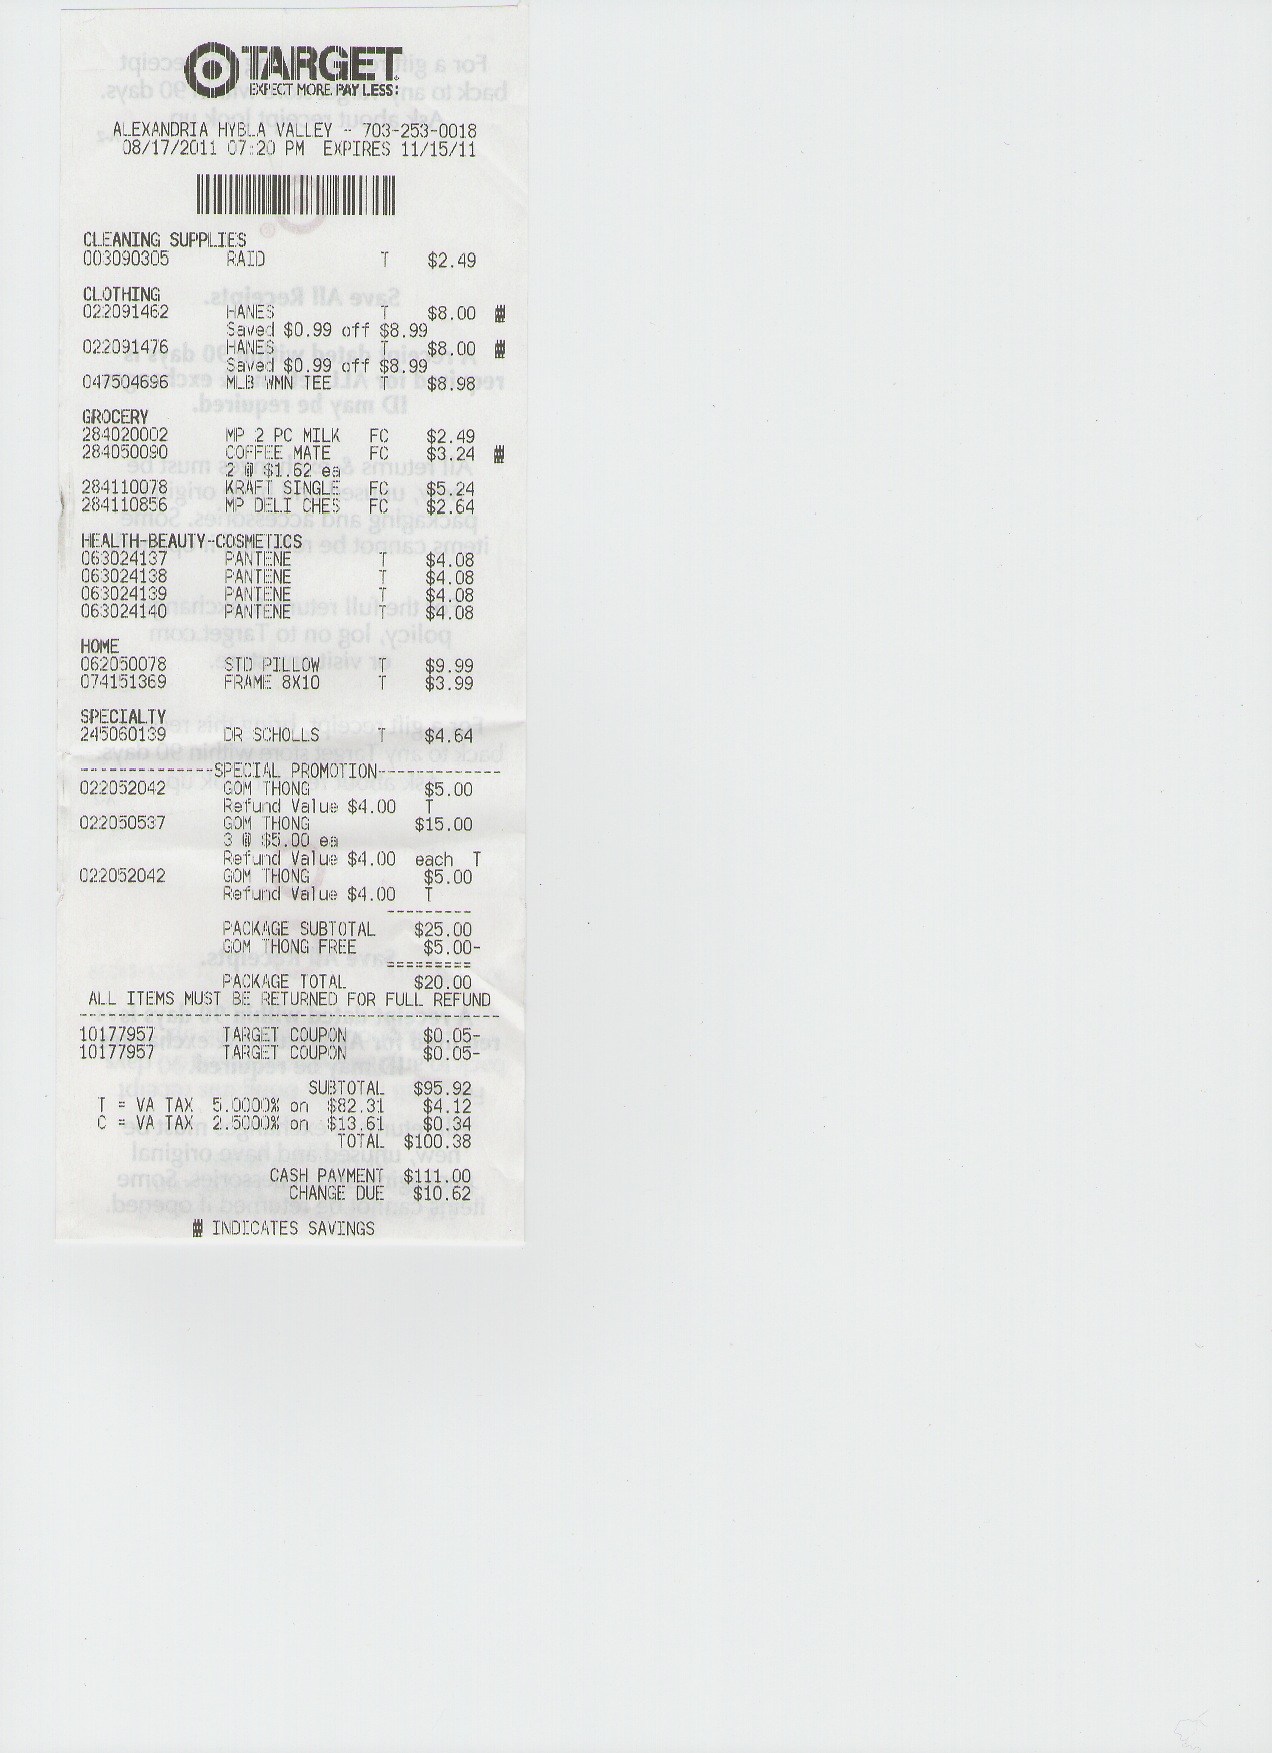 TARGET
EXPECT MORE. PAY LESS.
ALEXANDRIA HYBLA VALLEY - 703-253-0018
08/17/2011 07:20 PM EXPIRES 11/15/11
CLEANING SUPPLIES
003090305 RAID T $2.49
CLOTHING
022091462 HANES T $8.00 #
Saved $0.99 off $8.99
022091476 HANES T $8.00 #
Saved $0.99 off $8.99
047504696 MLB WMN TEE T $8.98
GROCERY
284020002 MP 2 PC MILK FC $2.49
284050090 COFFEE MATE FC $3.24 #
2 @ $1.62 ea
284110078 KRAFT SINGLE FC $5.24
284110856 MP DELI CHES FC $2.64
HEALTH-BEAUTY-COSMETICS
063024137 PANTENE T $4.08
063024138 PANTENE T $4.08
063024139 PANTENE T $4.08
063024140 PANTENE T $4.08
HOME
062050078 STD PILLOW T $9.99
074151369 FRAME 8X10 T $3.99
SPECIALTY
245060139 DR SCHOLLS T $4.64
--------------SPECIAL PROMOTION-------------
022052042 GOM THONG $5.00
Refund Value $4.00 T
022050537 GOM THONG $15.00
3 @ $5.00 ea
Refund Value $4.00 each T
022052042 GOM THONG $5.00
Refund Value $4.00 T
---------
PACKAGE SUBTOTAL $25.00
GOM THONG FREE $5.00-
=========
PACKAGE TOTAL $20.00
ALL ITEMS MUST BE RETURNED FOR FULL REFUND
--------------------------------------------
10177957 TARGET COUPON $0.05-
10177957 TARGET COUPON $0.05-
SUBTOTAL $95.92
T = VA TAX 5.0000% on $82.31 $4.12
C = VA TAX 2.5000% on $13.61 $0.34
TOTAL $100.38
CASH PAYMENT $111.00
CHANGE DUE $10.62
# INDICATES SAVINGS